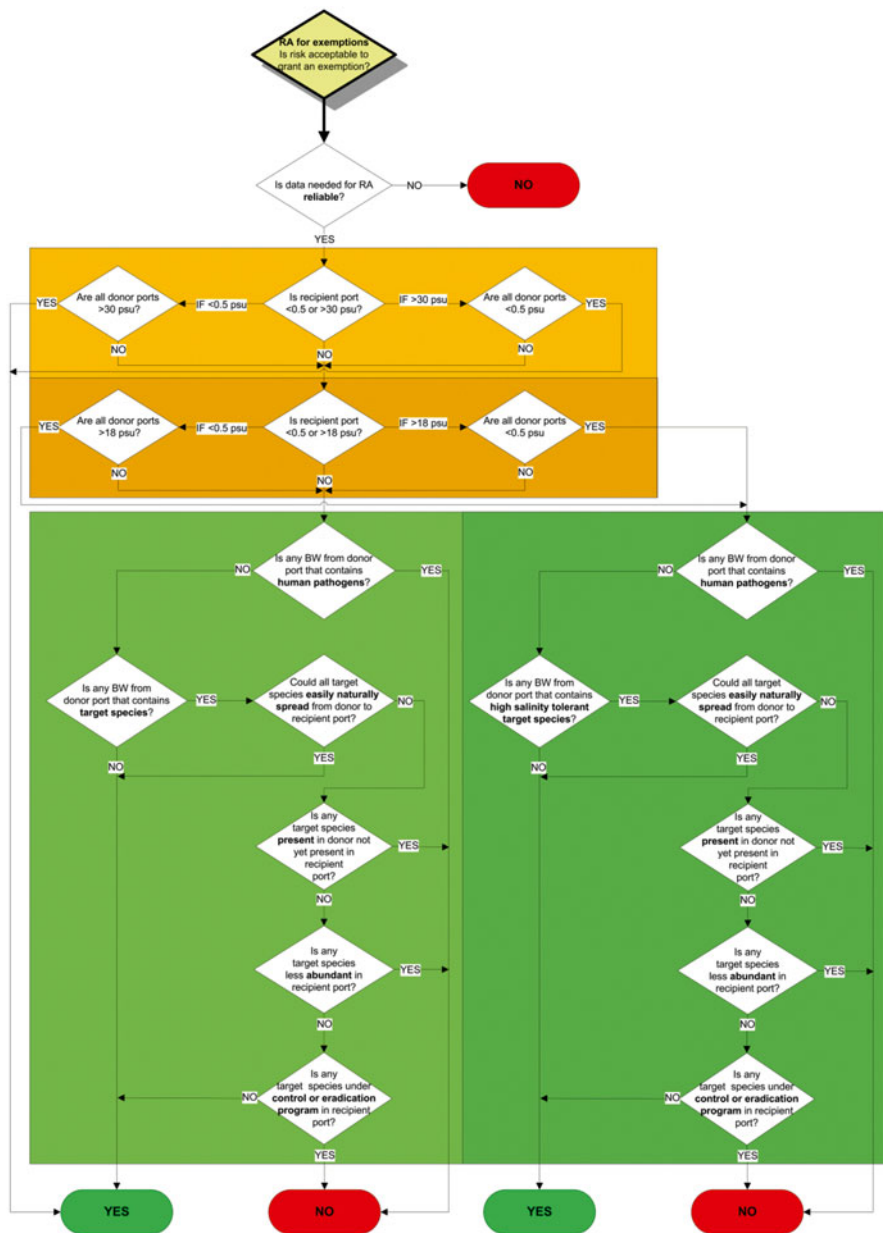 RA for exemptions
Is risk acceptable to
grant an exemption?
Is data needed for RA
reliable?
NO
NO
YES
YES
Are all donor ports
>30 psu?
IF <0.5 psu
Is recipient port
<0.5 or >30 psu?
IF >30 psu
Are all donor ports
<0.5 psu
YES
NO
NO
NO
YES
Are all donor ports
>18 psu?
IF <0.5 psu
Is recipient port
<0.5 or >18 psu?
IF >18 psu
Are all donor ports
<0.5 psu
YES
NO
NO
NO
NO
Is any BW from donor
port that contains
human pathogens?
YES
Is any BW from
donor port that contains
target species?
YES
Could all target
species easily naturally
spread from donor to
recipient port?
NO
NO
YES
Is any
target species
present in donor not
yet present in
recipient
port?
YES
NO
Is any
target species
less abundant in
recipient port?
YES
NO
Is any
target species under
control or eradication
program in recipient
port?
NO
YES
YES
NO
NO
Is any BW from donor
port that contains
human pathogens?
YES
Is any BW from
donor port that contains
high salinity tolerant
target species?
YES
Could all target
species easily naturally
spread from donor to
recipient port?
NO
NO
YES
Is any
target species
present in donor not
yet present in
recipient
port?
YES
NO
Is any
target species
less abundant in
recipient port?
YES
NO
Is any
target species under
control or eradication
program in recipient
port?
NO
YES
YES
NO